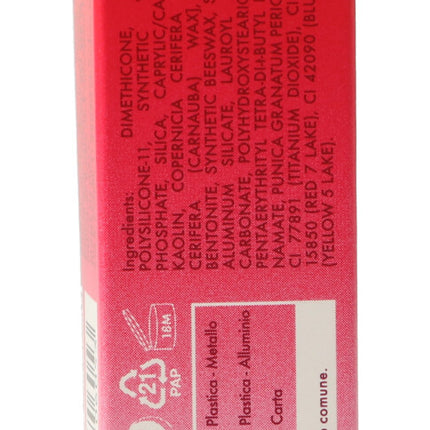 Ingredients: DIMETHICONE,
POLYSILICONE-11, SYNTHETIC
PHOSPHATE, SILICA, CAPRYLIC/CA
KAOLIN, COPERNICIA CERIFERA
CERIFERA (CARNAUBA) WAX],
BENTONITE, SYNTHETIC BEESWAX, S
ALUMINUM SILICATE, LAUROYL
CARBONATE, POLYHYDROXYSTEARIC
PENTAERYTHRITYL TETRA-DI-t-BUTYL
NAMATE, PUNICA GRANATUM PERIC
CI 77891 (TITANIUM DIOXIDE), CI
15850 (RED 7 LAKE), CI 42090 (BLU
(YELLOW 5 LAKE).
18M
21
PAP
Plastica - Metallo
Plastica - Alluminio
Carta
comune.